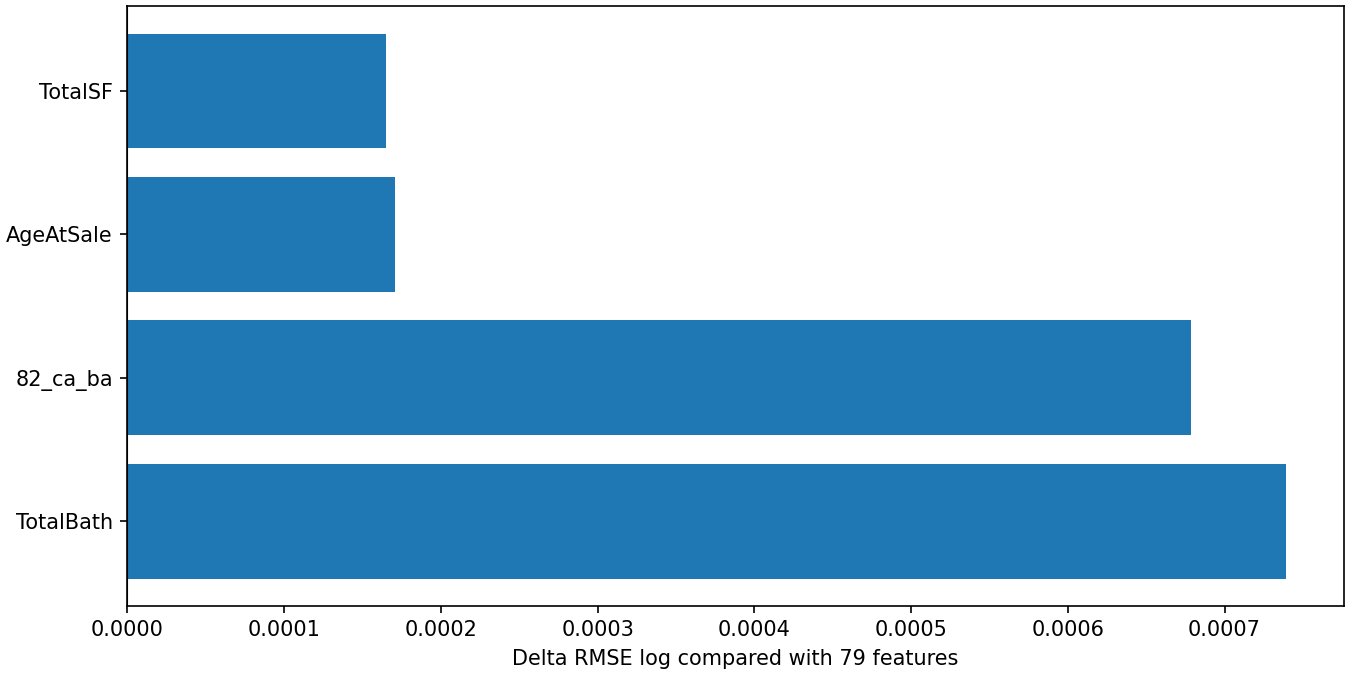 TotalSF
AgeAtSale
82_ca_ba
TotalBath
0.0000 0.0001 0.0002 0.0003 0.0004 0.0005 0.0006 0.0007
Delta RMSE log compared with 79 features